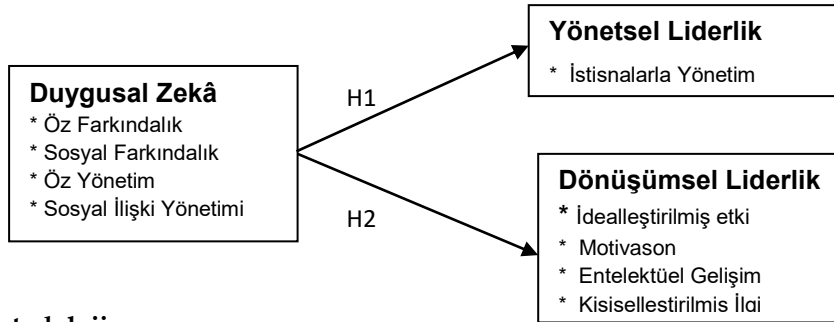 Yönetsel Liderlik
* İstisnalarla Yönetim
Duygusal Zekâ
* Öz Farkındalık
* Sosyal Farkındalık
* Öz Yönetim
* Sosyal İlişki Yönetimi
H1
H2
Dönüşümsel Liderlik
* İdealleştirilmiş etki
* Motivason
* Entelektüel Gelişim
* Kisisellestirilmis İlgi